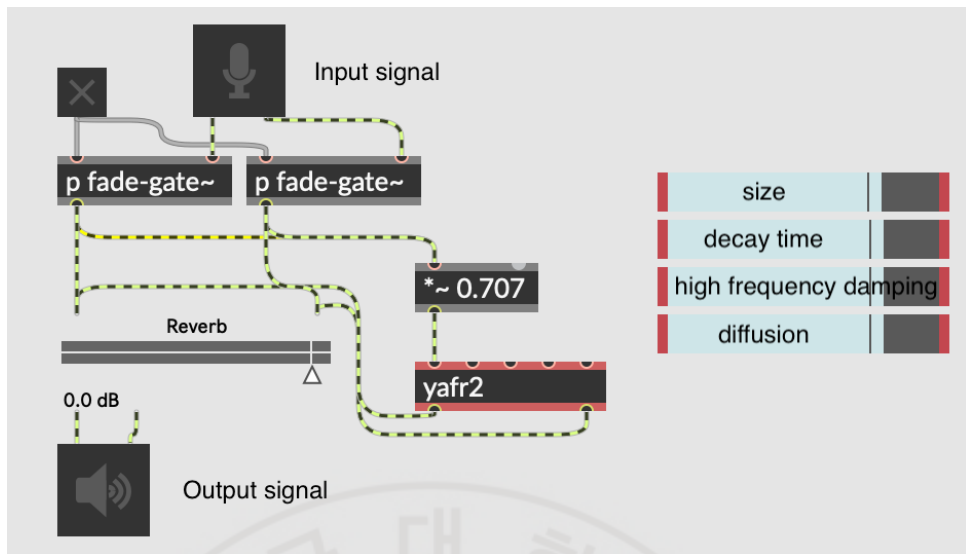 Input signal
p fade-gate~
p fade-gate~
size
decay time
*~ 0.707
high frequency damping
Reverb
diffusion
yafr2
0.0 dB
Output signal
대